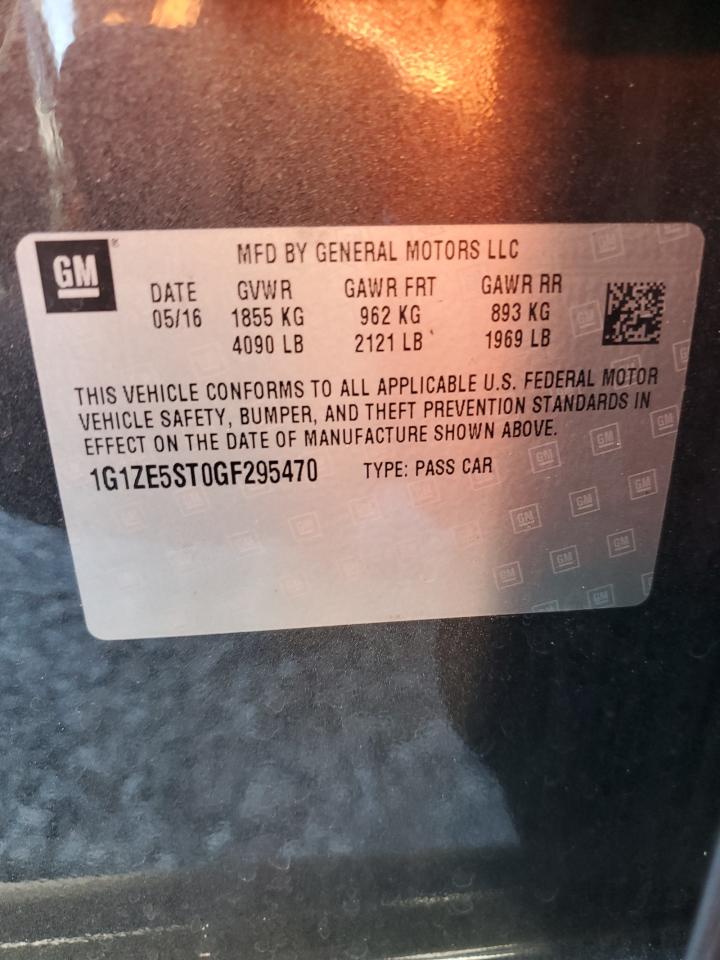 GM
MFD BY GENERAL MOTORS LLC
DATE GVWR GAWR FRT GAWR RR
05/16 1855 KG 962 KG 893 KG
4090 LB 2121 LB 1969 LB
THIS VEHICLE CONFORMS TO ALL APPLICABLE U.S. FEDERAL MOTOR
VEHICLE SAFETY, BUMPER, AND THEFT PREVENTION STANDARDS IN
EFFECT ON THE DATE OF MANUFACTURE SHOWN ABOVE.
1G1ZE5ST0GF295470 TYPE: PASS CAR